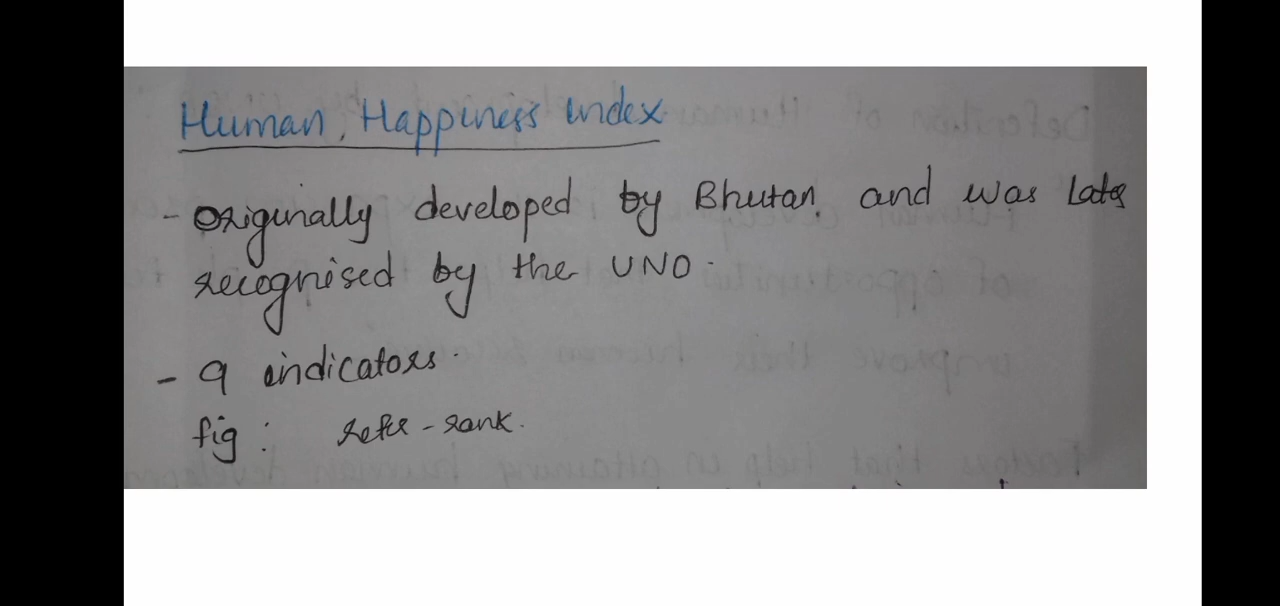 Human Happiness Index
- Originally developed by Bhutan and was later
recognised by the UNO.
- 9 indicators.
fig: refer - rank.